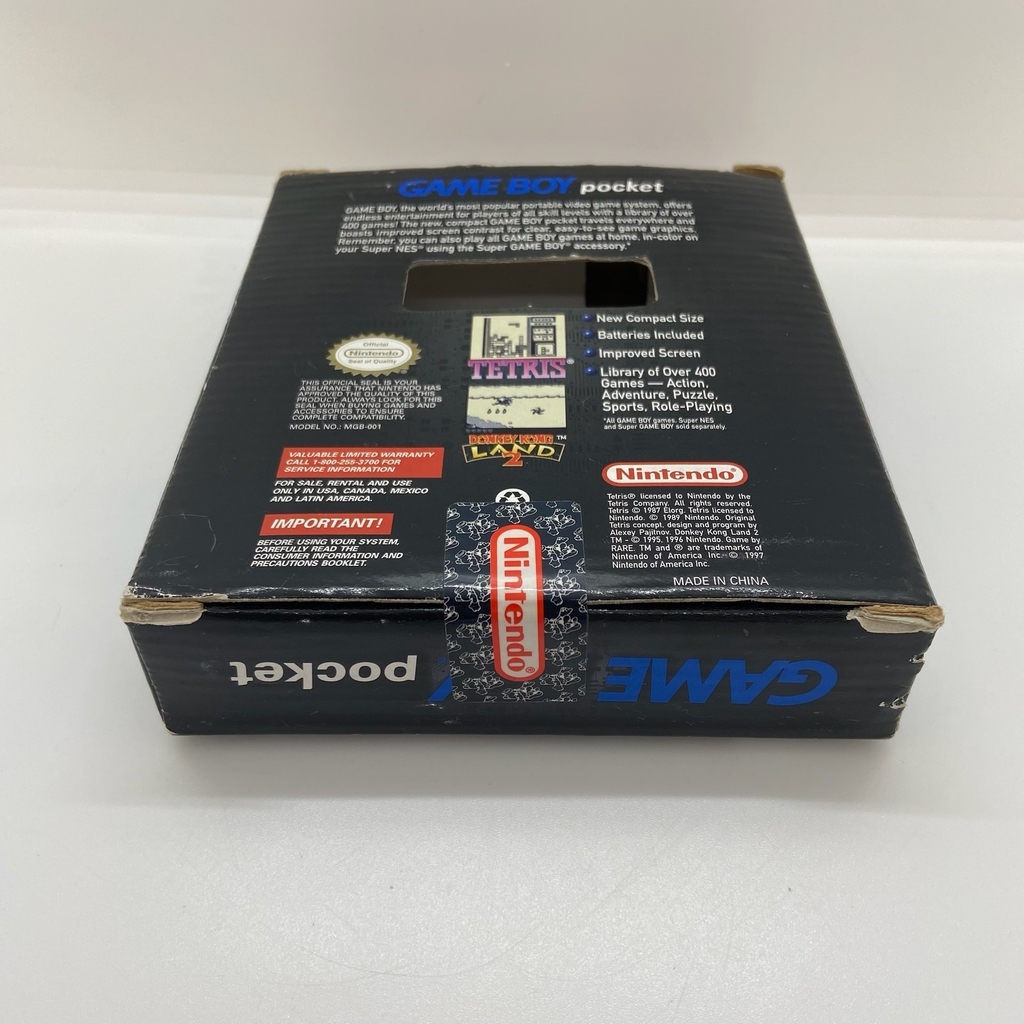 GAME BOY pocket
GAME BOY, the world's most popular portable video game system, offers
endless entertainment for players of all skill levels with a library of over
400 games! The new, compact GAME BOY pocket travels everywhere and
boasts improved screen contrast for clear, easy-to-see game graphics.
Remember, you can also play all GAME BOY games at home, in-color on
your Super NES® using the Super GAME BOY® accessory.*
Official
Nintendo
Seal of Quality
THIS OFFICIAL SEAL IS YOUR
ASSURANCE THAT NINTENDO HAS
APPROVED THE QUALITY OF THIS
PRODUCT. ALWAYS LOOK FOR THIS
SEAL WHEN BUYING GAMES AND
ACCESSORIES TO ENSURE
COMPLETE COMPATIBILITY.
MODEL NO.: MGB-001
VALUABLE LIMITED WARRANTY
CALL 1-800-255-3700 FOR
SERVICE INFORMATION
FOR SALE, RENTAL AND USE
ONLY IN USA, CANADA, MEXICO
AND LATIN AMERICA.
IMPORTANT!
BEFORE USING YOUR SYSTEM,
CAREFULLY READ THE
CONSUMER INFORMATION AND
PRECAUTIONS BOOKLET.
TETRIS®
DONKEY KONG™
LAND
2
New Compact Size
Batteries Included
Improved Screen
Library of Over 400
Games — Action,
Adventure, Puzzle,
Sports, Role-Playing
*All GAME BOY games, Super NES
and Super GAME BOY sold separately.
Nintendo®
Tetris® licensed to Nintendo by the
Tetris Company. All rights reserved.
Tetris © 1987 Elorg. Tetris licensed to
Nintendo. © 1989 Nintendo. Original
Tetris concept, design and program by
Alexey Pajitnov. Donkey Kong Land 2
TM - © 1995, 1996 Nintendo. Game by
RARE. TM and ® are trademarks of
Nintendo of America Inc. © 1997
Nintendo of America Inc.
MADE IN CHINA
Nintendo®
GAME
pocket